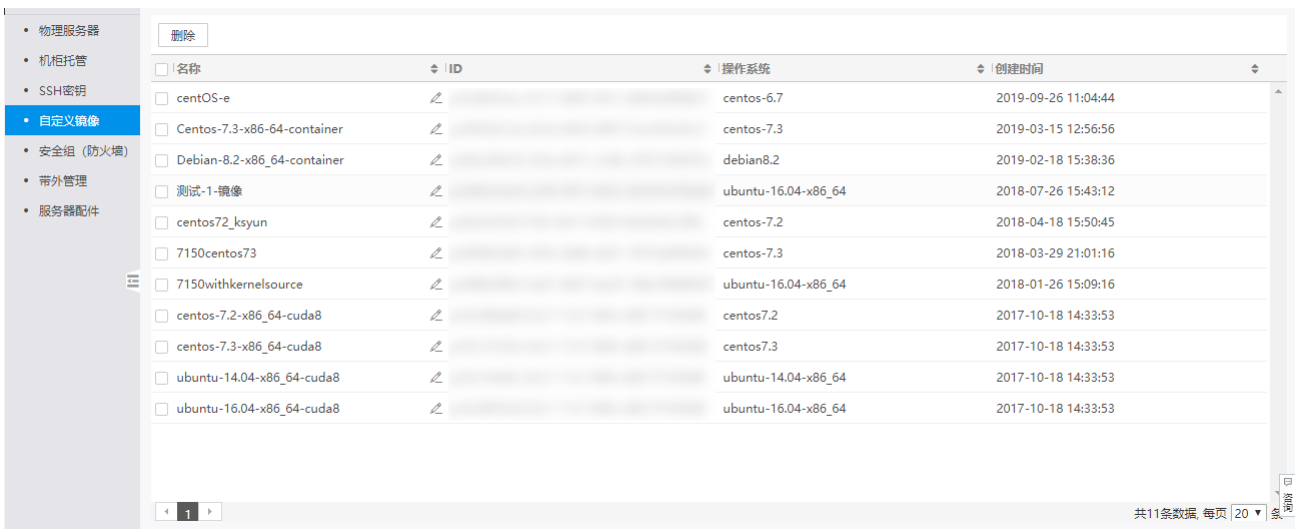 物理服务器
机柜托管
SSH密钥
自定义镜像
安全组（防火墙）
带外管理
服务器配件
删除
名称 ID 操作系统 创建时间
centOS-e centos-6.7 2019-09-26 11:04:44
Centos-7.3-x86-64-container centos-7.3 2019-03-15 12:56:56
Debian-8.2-x86_64-container debian8.2 2019-02-18 15:38:36
测试-1-镜像 ubuntu-16.04-x86_64 2018-07-26 15:43:12
centos72_ksyun centos-7.2 2018-04-18 15:50:45
7150centos73 centos-7.3 2018-03-29 21:01:16
7150withkernelsource ubuntu-16.04-x86_64 2018-01-26 15:09:16
centos-7.2-x86_64-cuda8 centos7.2 2017-10-18 14:33:53
centos-7.3-x86_64-cuda8 centos7.3 2017-10-18 14:33:53
ubuntu-14.04-x86_64-cuda8 ubuntu-14.04-x86_64 2017-10-18 14:33:53
ubuntu-16.04-x86_64-cuda8 ubuntu-16.04-x86_64 2017-10-18 14:33:53
1
共11条数据, 每页 20 条
咨询